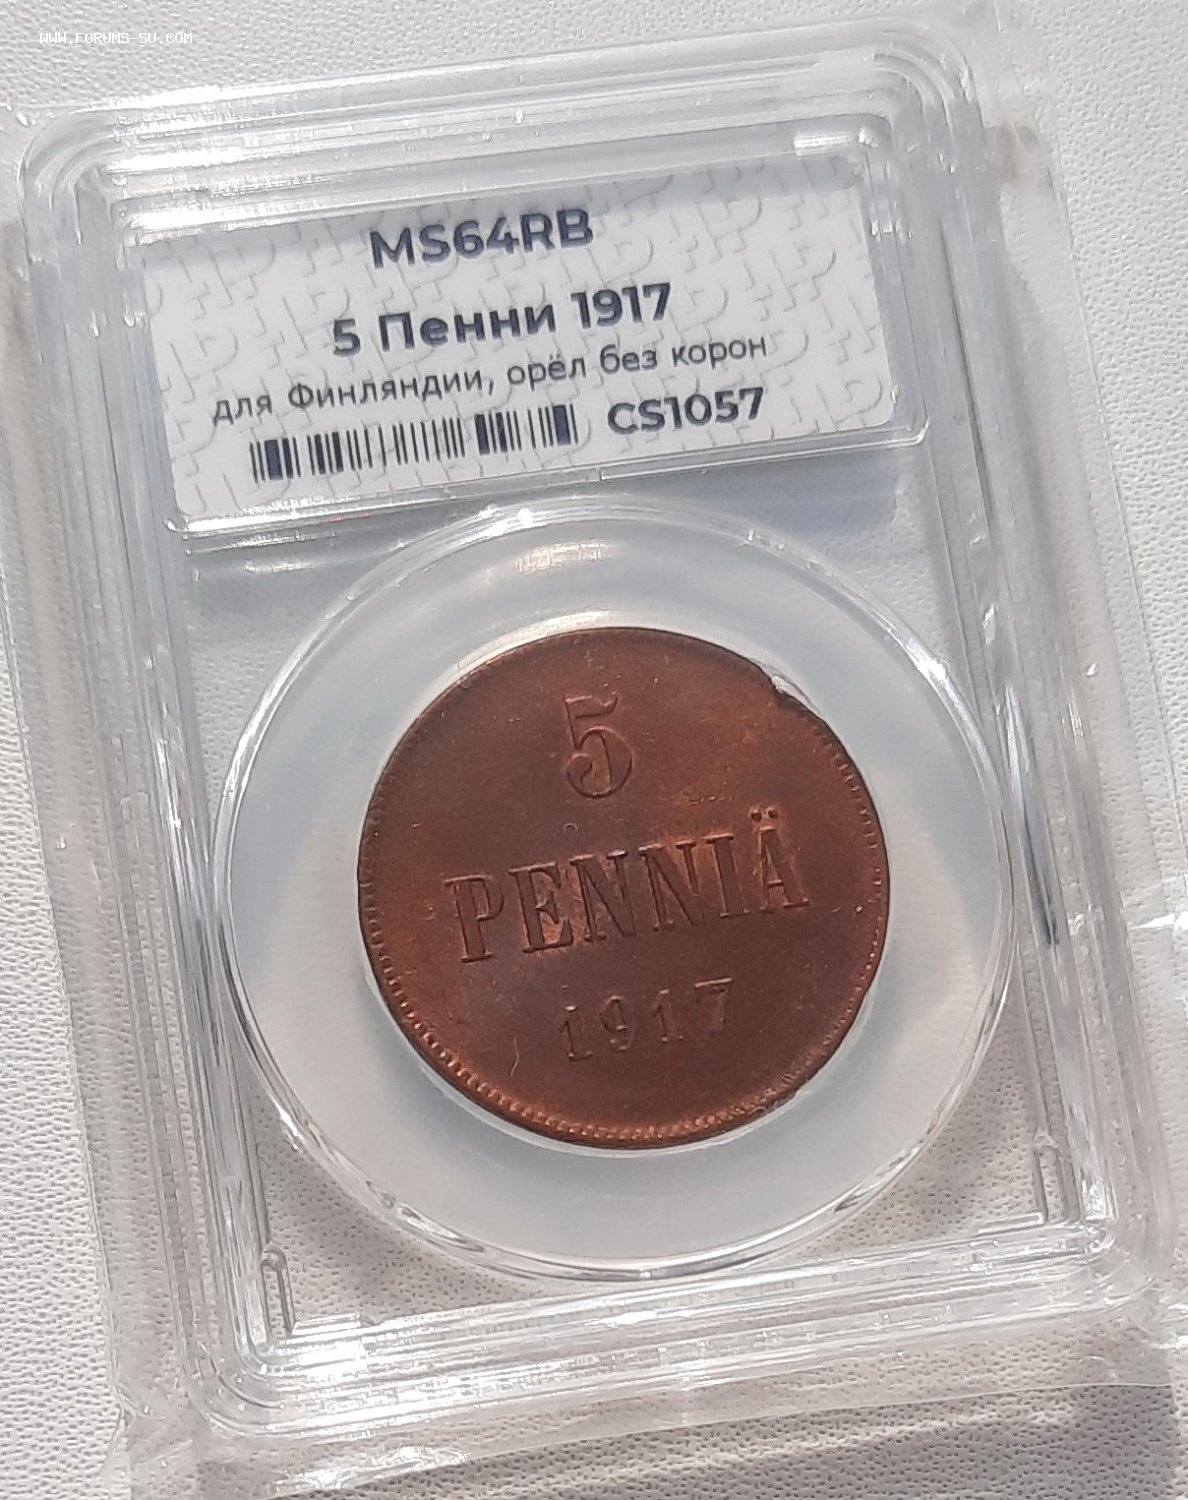 WWW.FORUMS-SU.COM
MS64RB
5 Пенни 1917
для Финляндии, орёл без корон
CS1057
5
PENNIÄ
1917